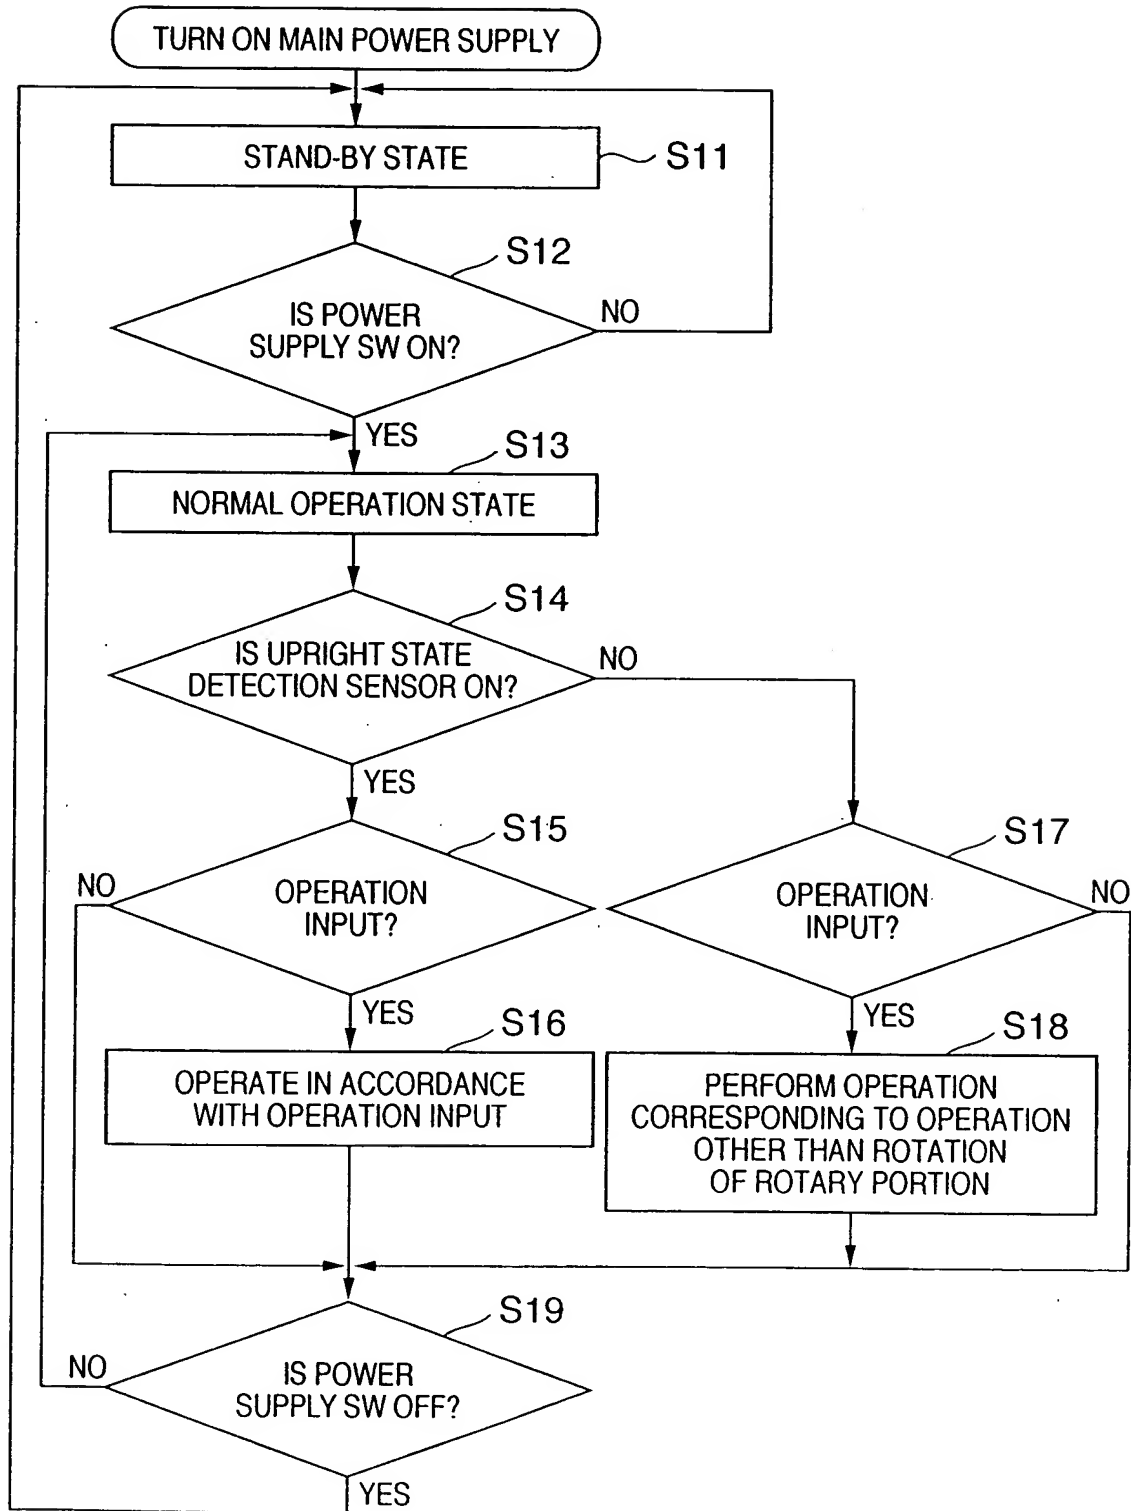 TURN ON MAIN POWER SUPPLY
STAND-BY STATE
S11
S12
IS POWER
SUPPLY SW ON?
NO
YES
S13
NORMAL OPERATION STATE
S14
IS UPRIGHT STATE
DETECTION SENSOR ON?
NO
YES
S15
OPERATION
INPUT?
NO
YES
S17
OPERATION
INPUT?
NO
YES
S16
OPERATE IN ACCORDANCE
WITH OPERATION INPUT
S18
PERFORM OPERATION
CORRESPONDING TO OPERATION
OTHER THAN ROTATION
OF ROTARY PORTION
S19
IS POWER
SUPPLY SW OFF?
NO
YES